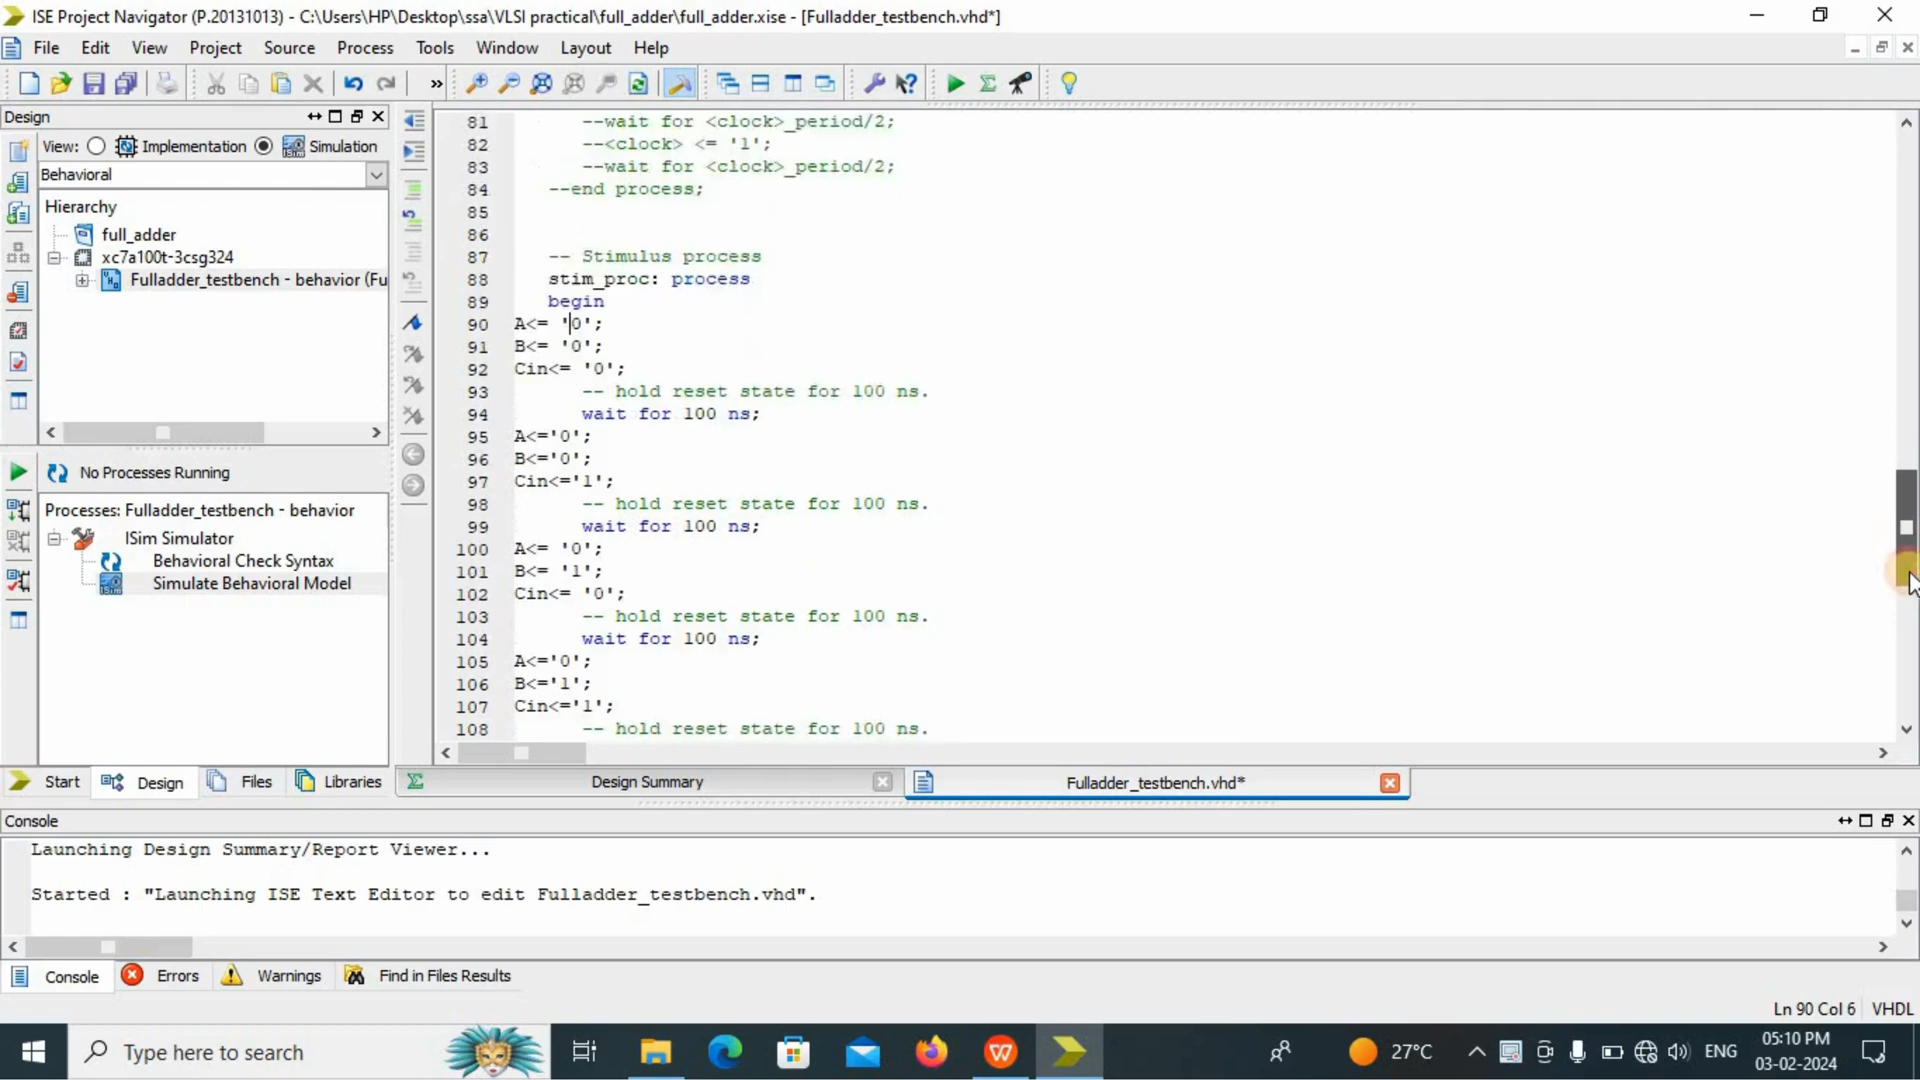 ISE Project Navigator (P.20131013) - C:\Users\HP\Desktop\ssa\VLSI practical\full_adder\full_adder.xise - [Fulladder_testbench.vhd*]
File Edit View Project Source Process Tools Window Layout Help
Design
View: Implementation Simulation
Behavioral
Hierarchy
full_adder
xc7a100t-3csg324
Fulladder_testbench - behavior (Fu
No Processes Running
Processes: Fulladder_testbench - behavior
ISim Simulator
Behavioral Check Syntax
Simulate Behavioral Model
Start Design Files Libraries
81 --wait for <clock>_period/2;
82 --<clock> <= '1';
83 --wait for <clock>_period/2;
84 --end process;
85
86
87 -- Stimulus process
88 stim_proc: process
89 begin
90 A<= '0';
91 B<= '0';
92 Cin<= '0';
93 -- hold reset state for 100 ns.
94 wait for 100 ns;
95 A<='0';
96 B<='0';
97 Cin<='1';
98 -- hold reset state for 100 ns.
99 wait for 100 ns;
100 A<= '0';
101 B<= '1';
102 Cin<= '0';
103 -- hold reset state for 100 ns.
104 wait for 100 ns;
105 A<='0';
106 B<='1';
107 Cin<='1';
108 -- hold reset state for 100 ns.
Design Summary Fulladder_testbench.vhd*
Console
Launching Design Summary/Report Viewer...
Started : "Launching ISE Text Editor to edit Fulladder_testbench.vhd".
Console Errors Warnings Find in Files Results
Ln 90 Col 6 VHDL
Type here to search
27°C
ENG
05:10 PM
03-02-2024